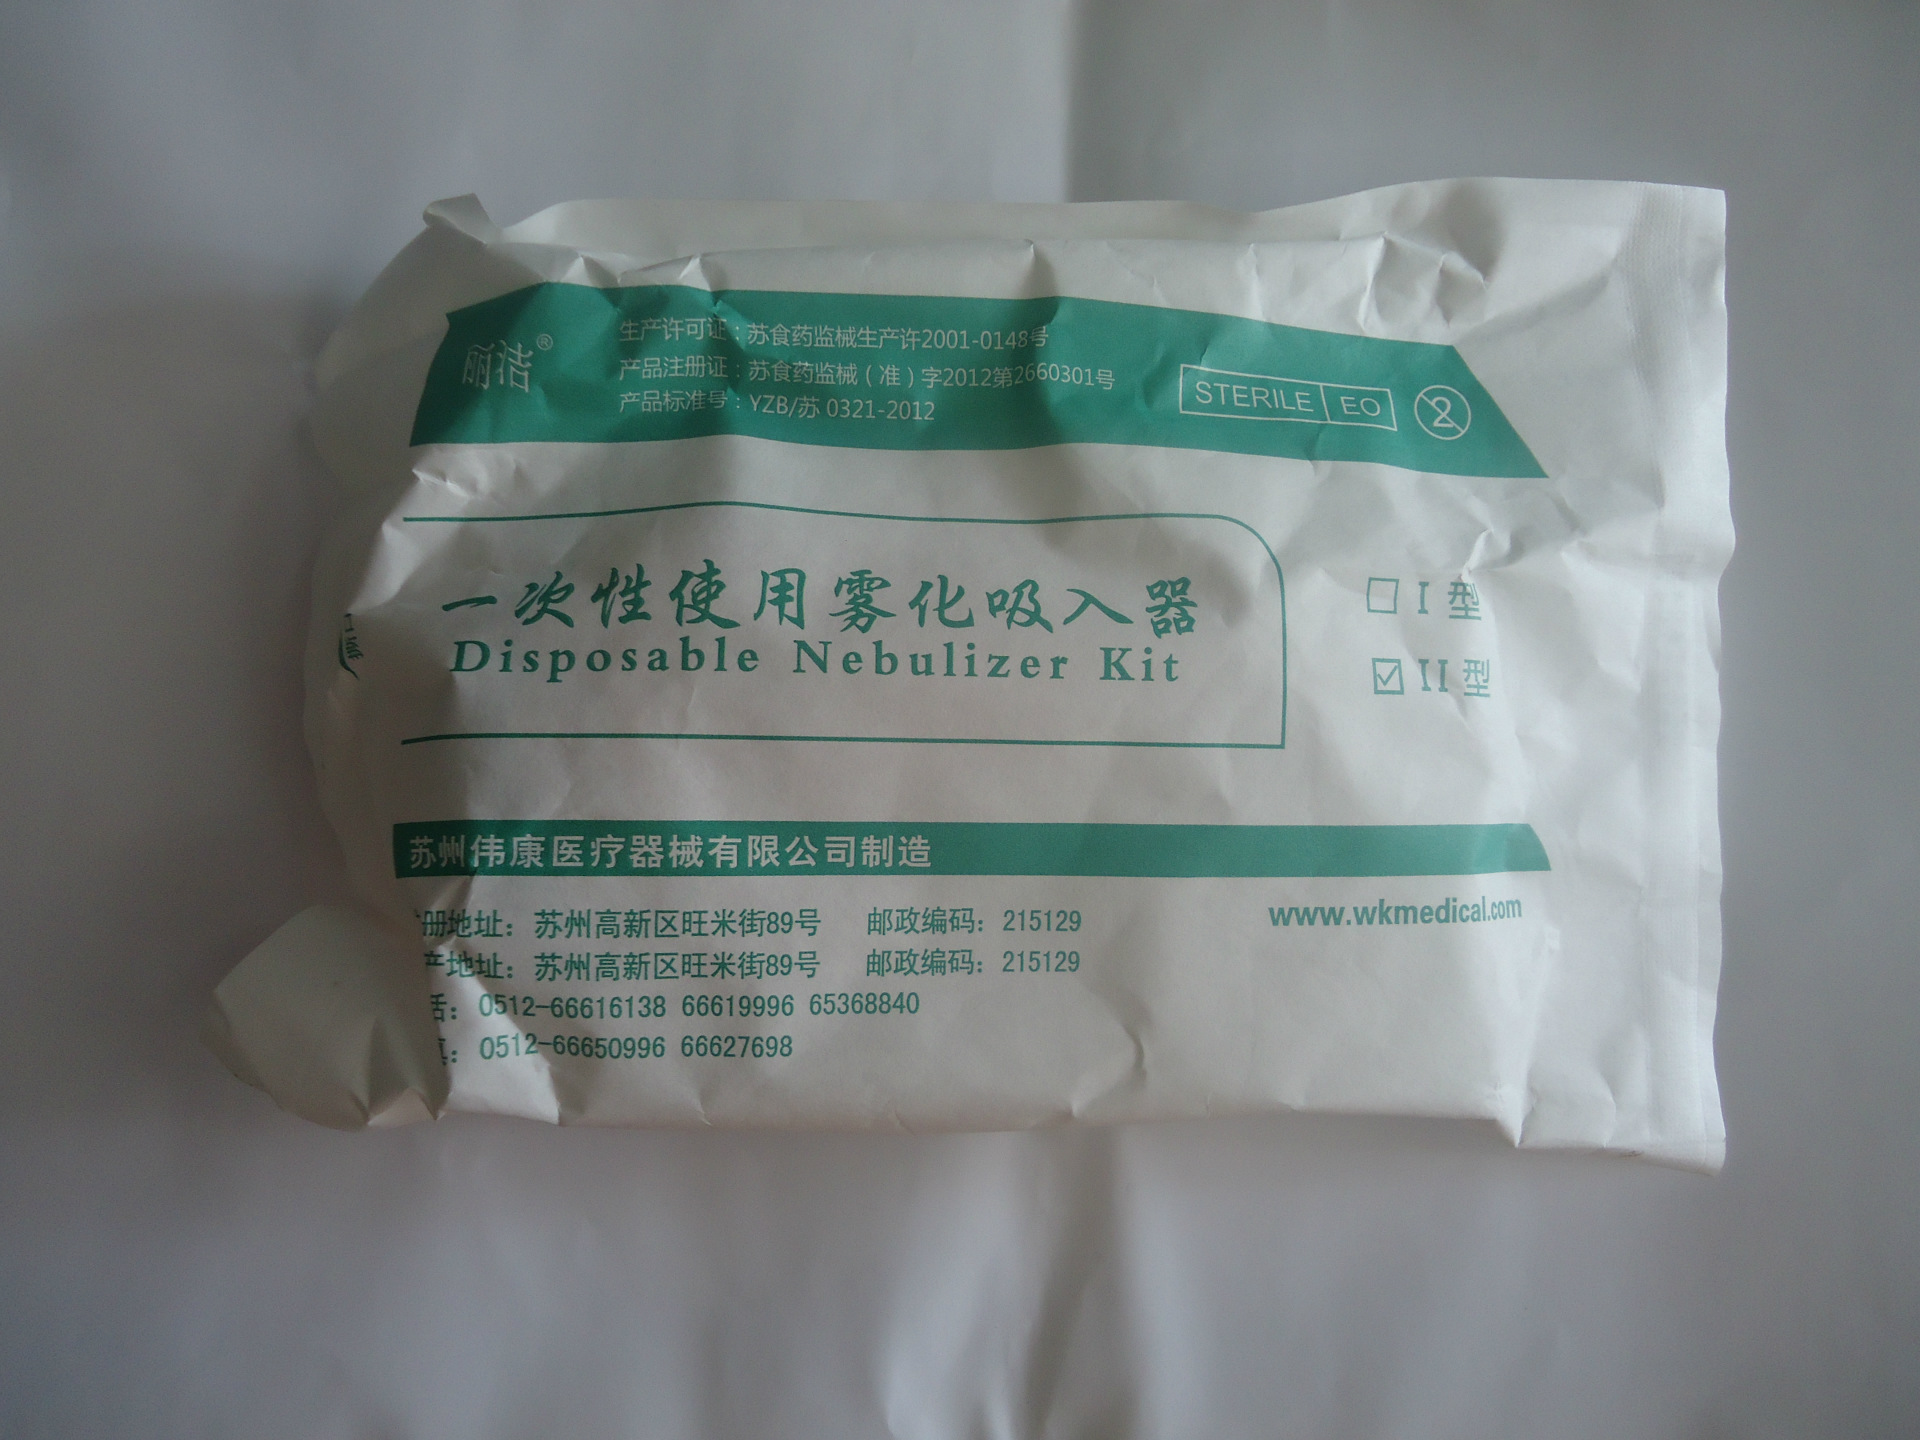 丽洁®
生产许可证：苏食药监械生产许2001-0148号
产品注册证：苏食药监械（准）字2012第2660301号
产品标准号：YZB/苏 0321-2012
STERILE EO
2
一次性使用雾化吸入器
Disposable Nebulizer Kit
□ I 型
☑ II 型
苏州伟康医疗器械有限公司制造
册地址：苏州高新区旺米街89号 邮政编码：215129
产地址：苏州高新区旺米街89号 邮政编码：215129
话：0512-66616138 66619996 65368840
真：0512-66650996 66627698
www.wkmedical.com